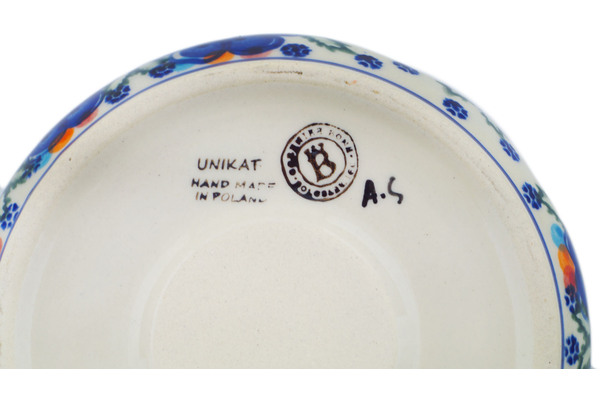 UNIKAT
HAND MADE
IN POLAND
B
A.S